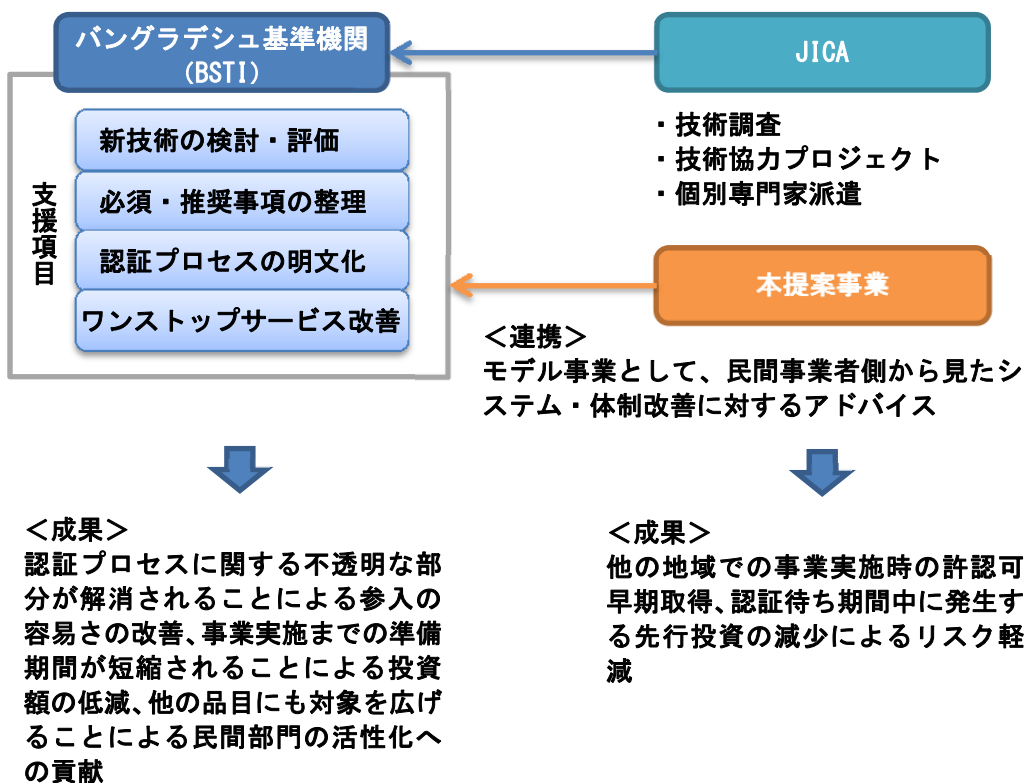 バングラデシュ基準機関
(BSTI)
JICA
・技術調査
・技術協力プロジェクト
・個別専門家派遣
支援項目
新技術の検討・評価
必須・推奨事項の整理
認証プロセスの明文化
ワンストップサービス改善
本提案事業
＜連携＞
モデル事業として、民間事業者側から見たシ
ステム・体制改善に対するアドバイス
＜成果＞
認証プロセスに関する不透明な部
分が解消されることによる参入の
容易さの改善、事業実施までの準備
期間が短縮されることによる投資
額の低減、他の品目にも対象を広げ
ることによる民間部門の活性化へ
の貢献
＜成果＞
他の地域での事業実施時の許認可
早期取得、認証待ち期間中に発生す
る先行投資の減少によるリスク軽
減